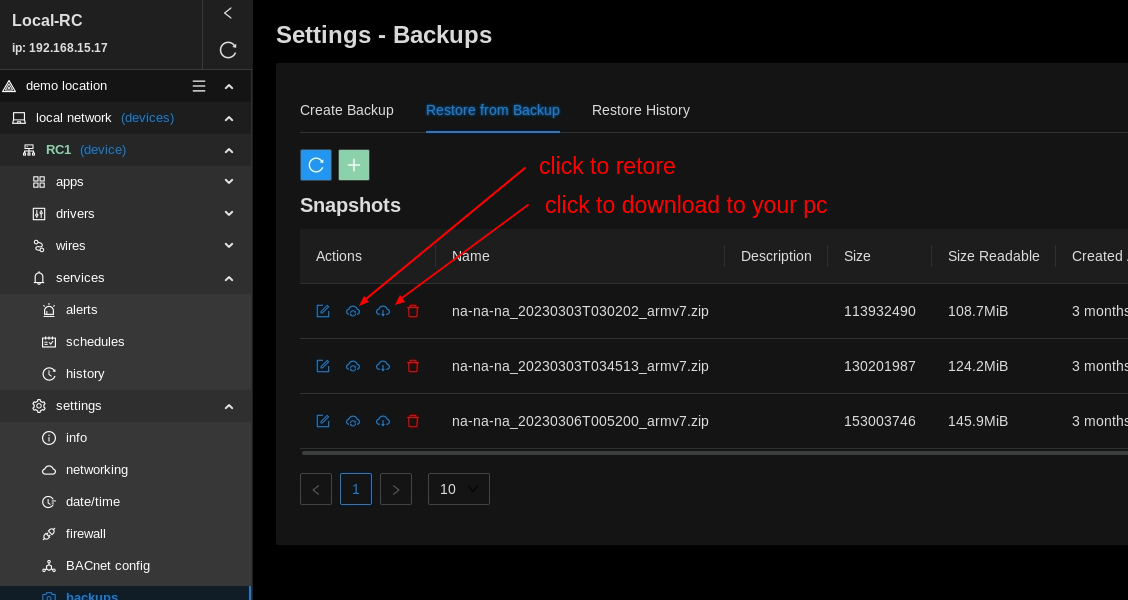 Local-RC
ip: 192.168.15.17
demo location
local network (devices)
RC1 (device)
apps
drivers
wires
services
alerts
schedules
history
settings
info
networking
date/time
firewall
BACnet config
backups
Settings - Backups
Create Backup Restore from Backup Restore History
click to retore
click to download to your pc
Snapshots
Actions Name Description Size Size Readable Created
na-na-na_20230303T030202_armv7.zip 113932490 108.7MiB 3 months
na-na-na_20230303T034513_armv7.zip 130201987 124.2MiB 3 months
na-na-na_20230306T005200_armv7.zip 153003746 145.9MiB 3 months
< 1 > 10